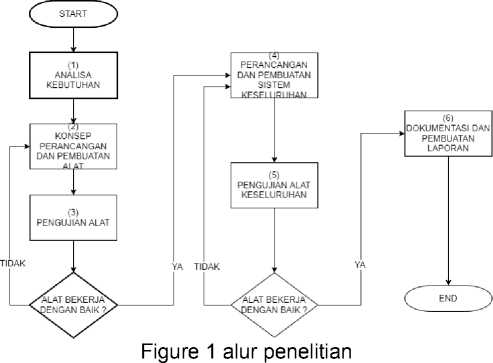 START
(1)
ANALISA
KEBUTUHAN
(2)
KONSEP
PERANCANGAN
DAN PEMBUATAN
ALAT
(3)
PENGUJIAN ALAT
TIDAK
ALAT BEKERJA
DENGAN BAIK ?
YA
(4)
PERANCANGAN
DAN PEMBUATAN
SISTEM
KESELURUHAN
(5)
PENGUJIAN ALAT
KESELURUHAN
TIDAK
ALAT BEKERJA
DENGAN BAIK ?
YA
(6)
DOKUMENTASI DAN
PEMBUATAN
LAPORAN
END
Figure 1 alur penelitian